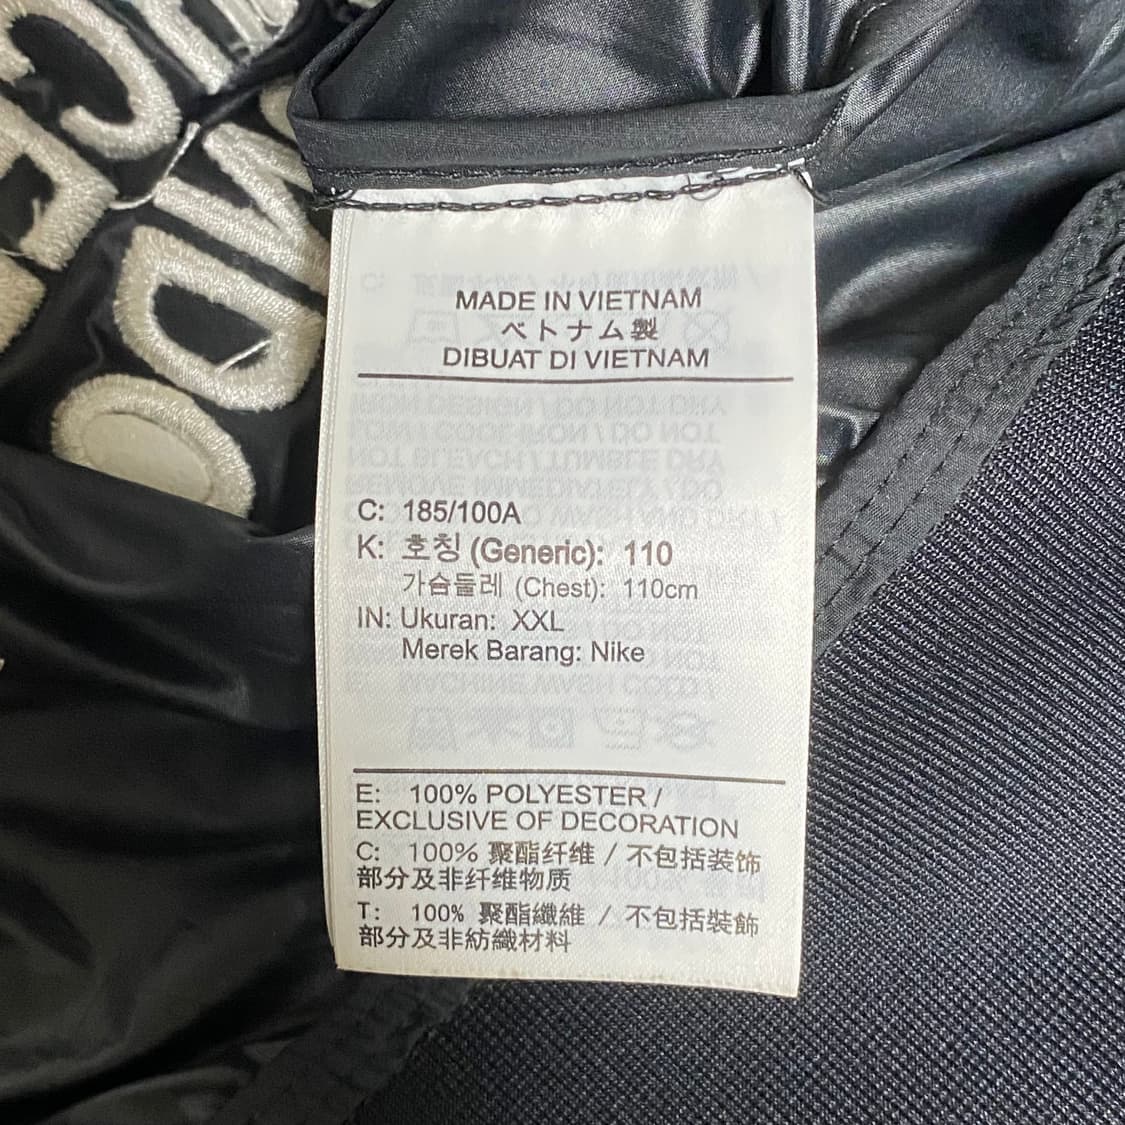 MADE IN VIETNAM
ベトナム製
DIBUAT DI VIETNAM
C: 185/100A
K: 호칭 (Generic): 110
가슴둘레 (Chest): 110cm
IN: Ukuran: XXL
Merek Barang: Nike
E: 100% POLYESTER /
EXCLUSIVE OF DECORATION
C: 100% 聚酯纤维 / 不包括装饰
部分及非纤维物质
T: 100% 聚酯纖維 / 不包括裝飾
部分及非紡織材料